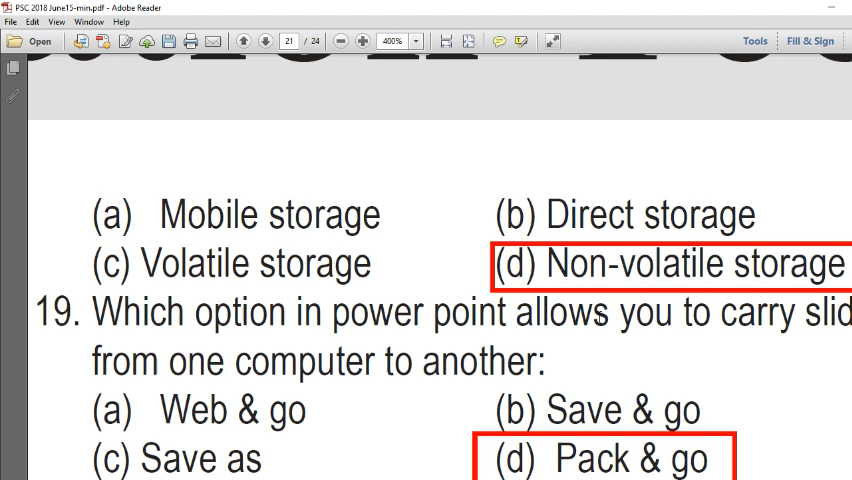 PSC 2018 June15-min.pdf - Adobe Reader
File Edit View Window Help
Open 21 / 24 400% Tools Fill & Sign
(a) Mobile storage (b) Direct storage
(c) Volatile storage (d) Non-volatile storage
19. Which option in power point allows you to carry slid
from one computer to another:
(a) Web & go (b) Save & go
(c) Save as (d) Pack & go